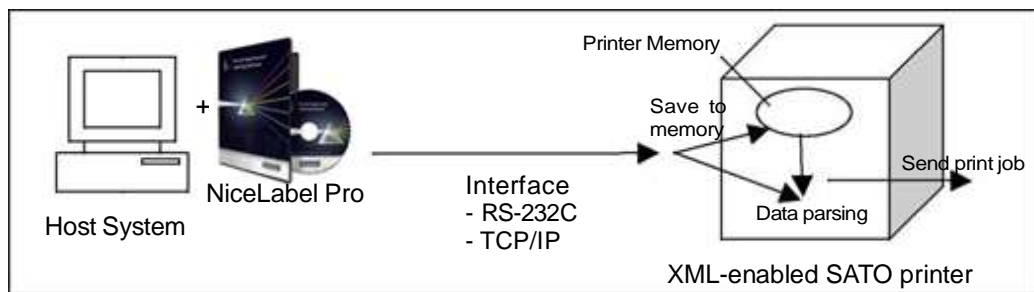 Printer Memory
Save to
memory
+
Send print job
NiceLabel Pro
Interface
- RS-232C
- TCP/IP
Data parsing
Host System
XML-enabled SATO printer